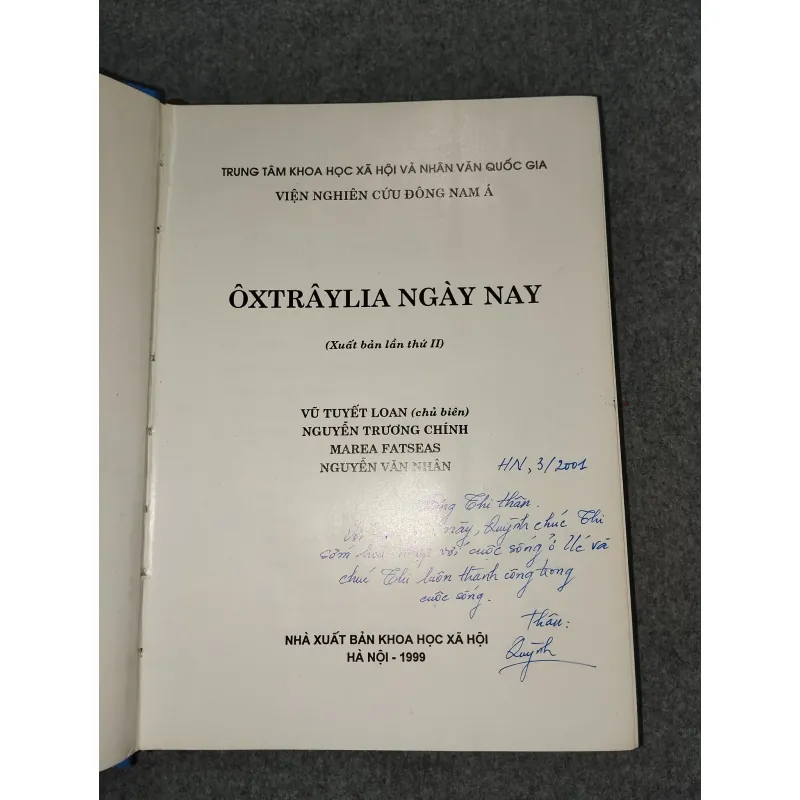 TRUNG TÂM KHOA HỌC XÃ HỘI VÀ NHÂN VĂN QUỐC GIA
VIỆN NGHIÊN CỨU ĐÔNG NAM Á
ÔXTRÂYLIA NGÀY NAY
(Xuất bản lần thứ II)
VŨ TUYẾT LOAN (chủ biên)
NGUYỄN TRƯƠNG CHÍNH
MAREA FATSEAS
NGUYỄN VĂN NHÂN
HN, 3/2001
Thi thân.
này, Quỳnh chúc Thi
sớm với cuộc sống ở Úc và
chúc Thi luôn thành công trong
cuộc sống.
Thân:
Quỳnh
NHÀ XUẤT BẢN KHOA HỌC XÃ HỘI
HÀ NỘI - 1999